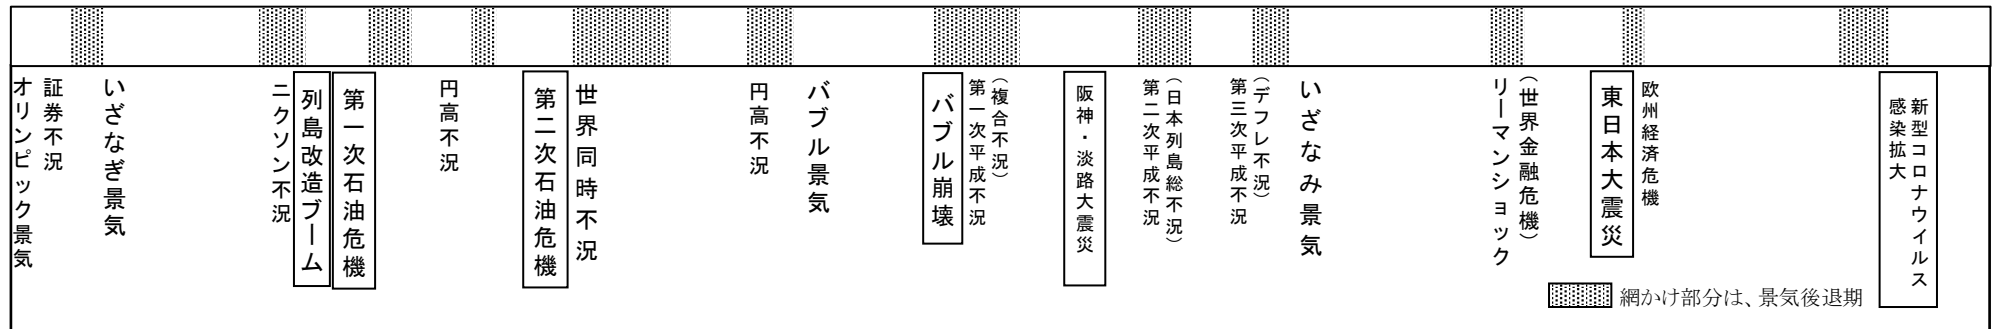 オリンピック景気
証券不況
いざなぎ景気
ニクソン不況
列島改造ブーム
第一次石油危機
円高不況
第二次石油危機
世界同時不況
円高不況
バブル景気
バブル崩壊
第一次平成不況
（複合不況）
阪神・淡路大震災
第二次平成不況
（日本列島総不況）
第三次平成不況
（デフレ不況）
いざなみ景気
リーマンショック
（世界金融危機）
東日本大震災
欧州経済危機
新型コロナウイルス
感染拡大
網かけ部分は、景気後退期